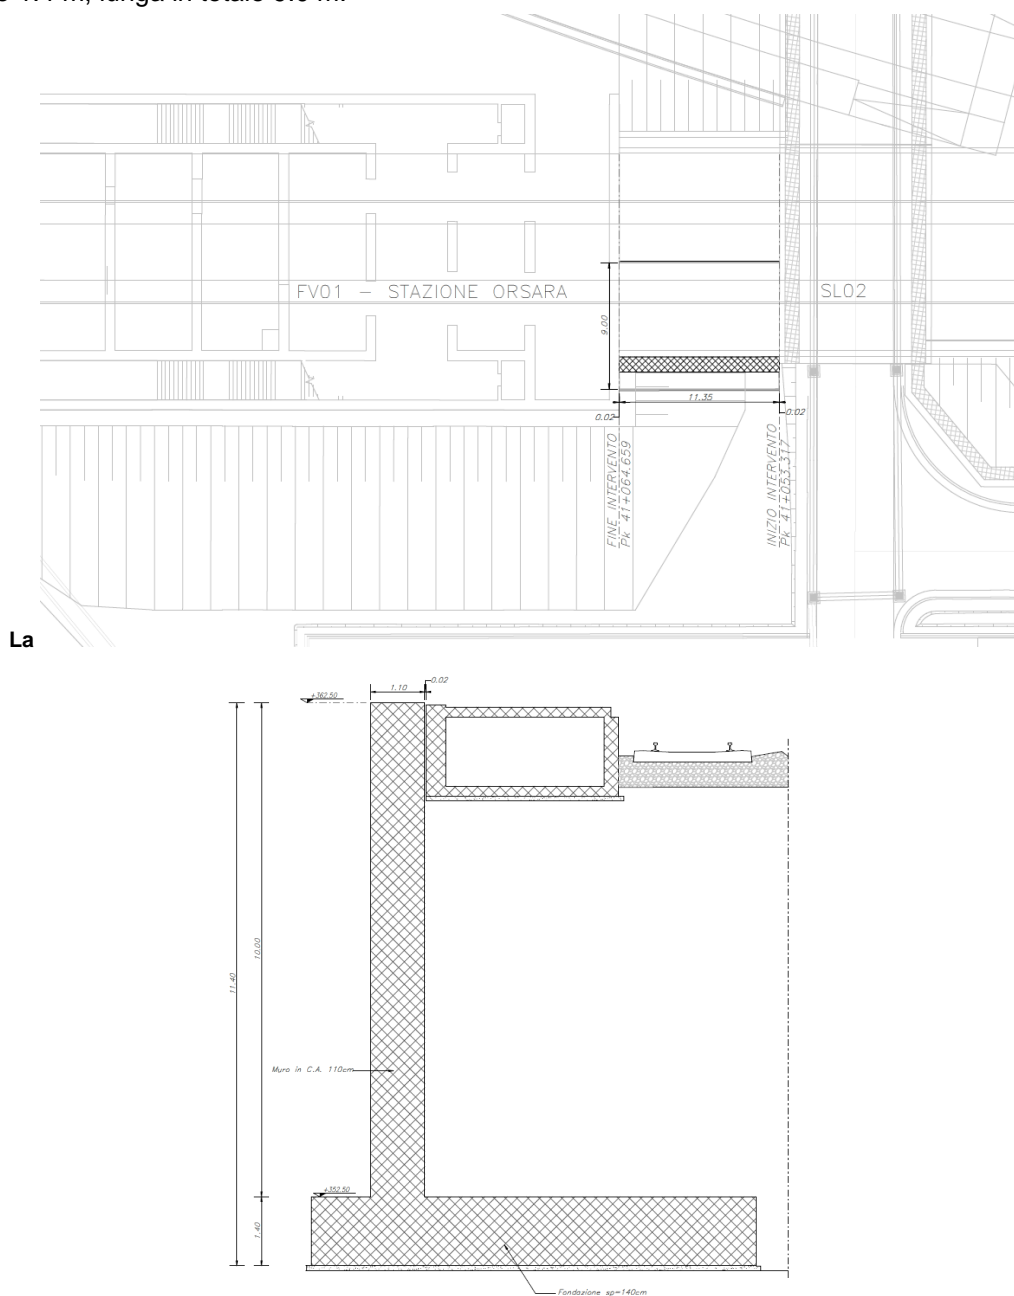 1.4 m, lunga in totale 9.0 m.
FV01 - STAZIONE ORSARA
SL02
9.00
11.35
0.02
0.02
FINE INTERVENTO
Pk 41+064.659
INIZIO INTERVENTO
Pk 41+053.317
La
0.02
1.10
+362.50
11.40
10.00
Muro in C.A. 110cm
+352.50
1.40
Fondazione sp=140cm